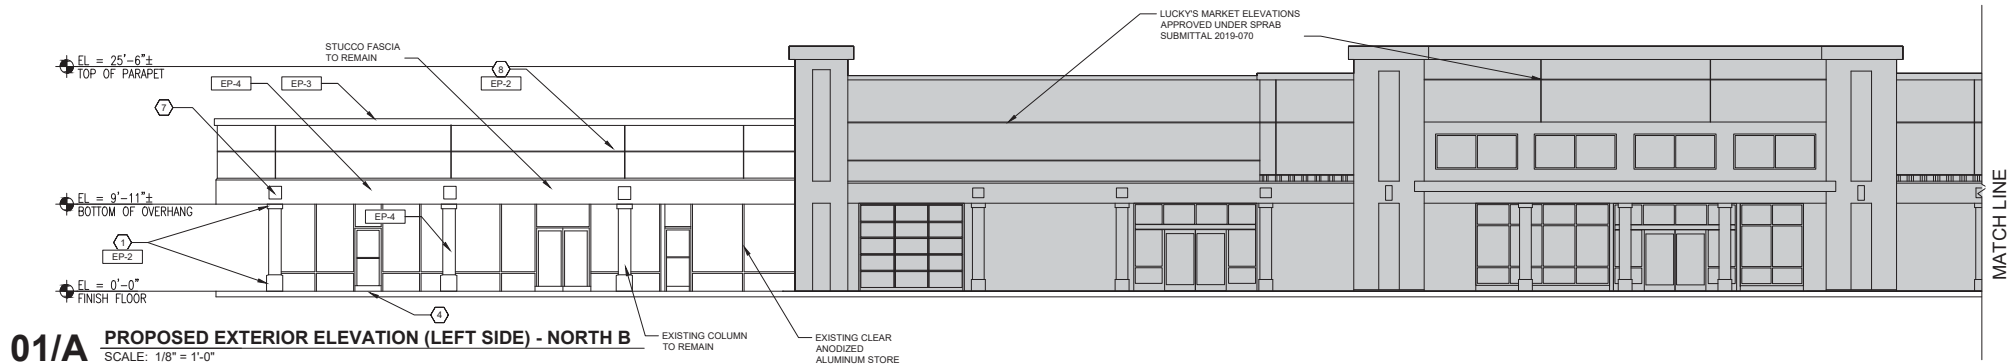 LUCKY'S MARKET ELEVATIONS
APPROVED UNDER SPRAB
SUBMITTAL 2019-070
STUCCO FASCIA
TO REMAIN
EL = 25'-6"±
TOP OF PARAPET
8
EP-2
EP-4
EP-3
7
EL = 9'-11"±
BOTTOM OF OVERHANG
EP-4
1
EP-2
EL = 0'-0"
FINISH FLOOR
4
MATCH LINE
01/A
PROPOSED EXTERIOR ELEVATION (LEFT SIDE) - NORTH B
SCALE: 1/8" = 1'-0"
EXISTING COLUMN
TO REMAIN
EXISTING CLEAR
ANODIZED
ALUMINUM STORE